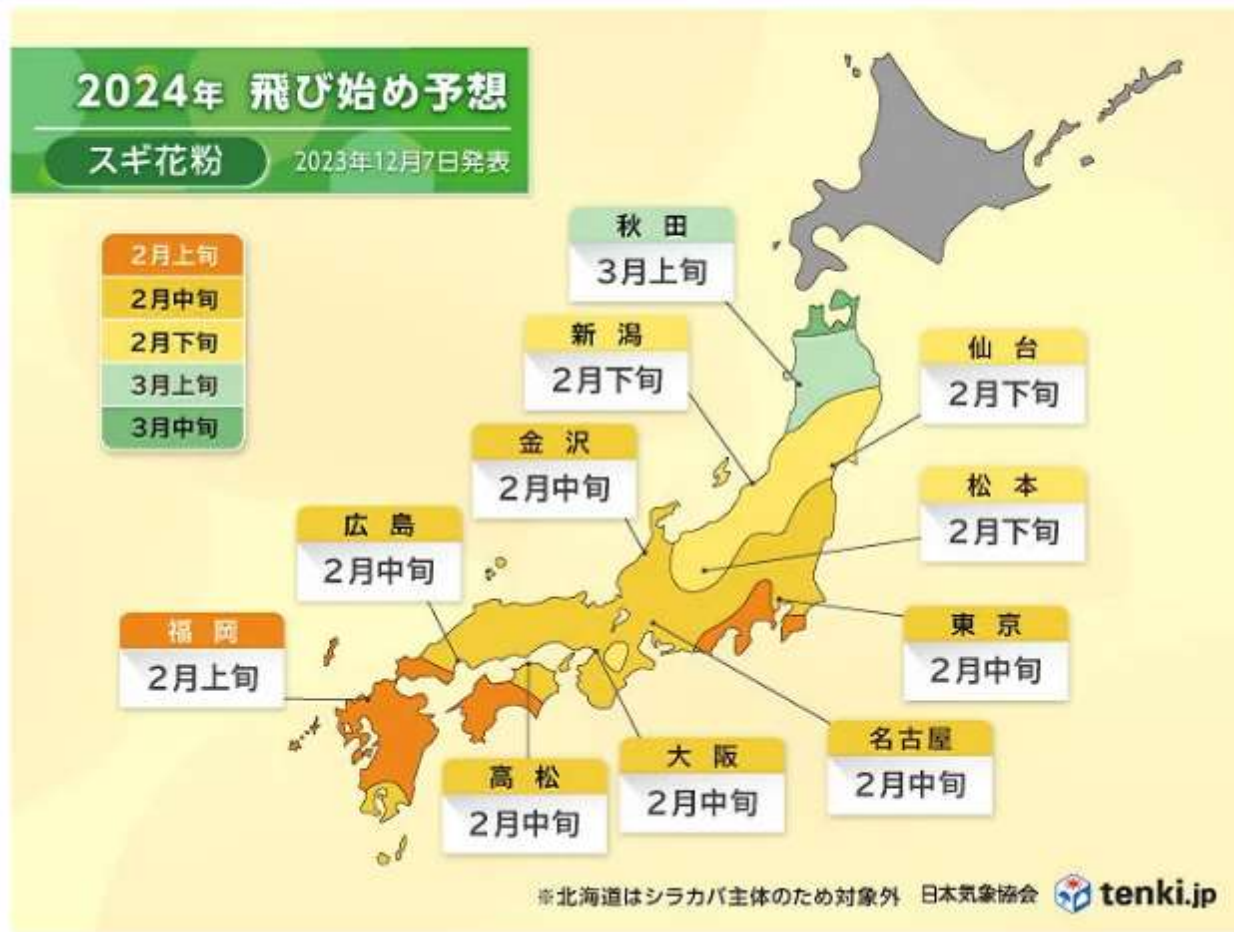 2024年 飛び始め予想
スギ花粉 2023年12月7日発表
2月上旬
2月中旬
2月下旬
3月上旬
3月中旬
秋田
3月上旬
新潟
2月下旬
仙台
2月下旬
金沢
2月中旬
松本
2月下旬
広島
2月中旬
福岡
2月上旬
東京
2月中旬
名古屋
2月中旬
大阪
2月中旬
高松
2月中旬
※北海道はシラカバ主体のため対象外 日本気象協会 tenki.jp